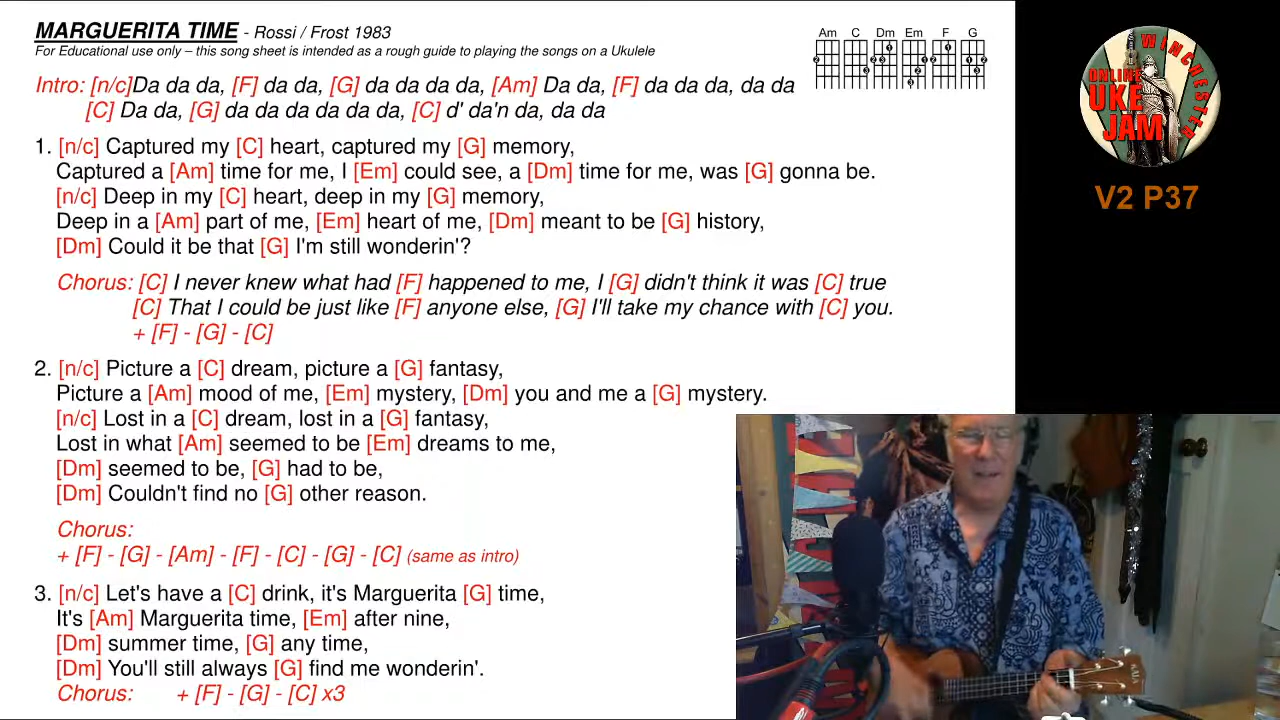 MARGUERITA TIME - Rossi / Frost 1983
For Educational use only – this song sheet is intended as a rough guide to playing the songs on a Ukulele
Am C Dm Em F G
Intro: [n/c]Da da da, [F] da da, [G] da da da da, [Am] Da da, [F] da da da, da da
[C] Da da, [G] da da da da da da, [C] d' da'n da, da da
1. [n/c] Captured my [C] heart, captured my [G] memory,
Captured a [Am] time for me, I [Em] could see, a [Dm] time for me, was [G] gonna be.
[n/c] Deep in my [C] heart, deep in my [G] memory,
Deep in a [Am] part of me, [Em] heart of me, [Dm] meant to be [G] history,
[Dm] Could it be that [G] I'm still wonderin'?
Chorus: [C] I never knew what had [F] happened to me, I [G] didn't think it was [C] true
[C] That I could be just like [F] anyone else, [G] I'll take my chance with [C] you.
+ [F] - [G] - [C]
2. [n/c] Picture a [C] dream, picture a [G] fantasy,
Picture a [Am] mood of me, [Em] mystery, [Dm] you and me a [G] mystery.
[n/c] Lost in a [C] dream, lost in a [G] fantasy,
Lost in what [Am] seemed to be [Em] dreams to me,
[Dm] seemed to be, [G] had to be,
[Dm] Couldn't find no [G] other reason.
Chorus:
+ [F] - [G] - [Am] - [F] - [C] - [G] - [C] (same as intro)
3. [n/c] Let's have a [C] drink, it's Marguerita [G] time,
It's [Am] Marguerita time, [Em] after nine,
[Dm] summer time, [G] any time,
[Dm] You'll still always [G] find me wonderin'.
Chorus: + [F] - [G] - [C] x3
WINCHESTER
ONLINE
UKE
JAM
V2 P37